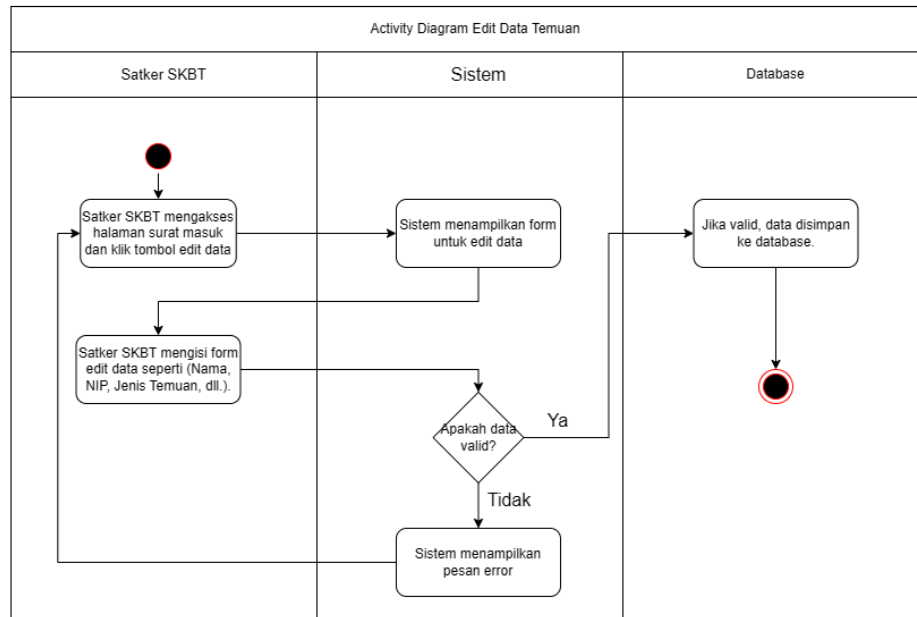 Activity Diagram Edit Data Temuan
Satker SKBT
Sistem
Database
Satker SKBT mengakses
halaman surat masuk
dan klik tombol edit data
Sistem menampilkan form
untuk edit data
Jika valid, data disimpan
ke database.
Satker SKBT mengisi form
edit data seperti (Nama,
NIP, Jenis Temuan, dll.).
Apakah data
valid?
Ya
Tidak
Sistem menampilkan
pesan error